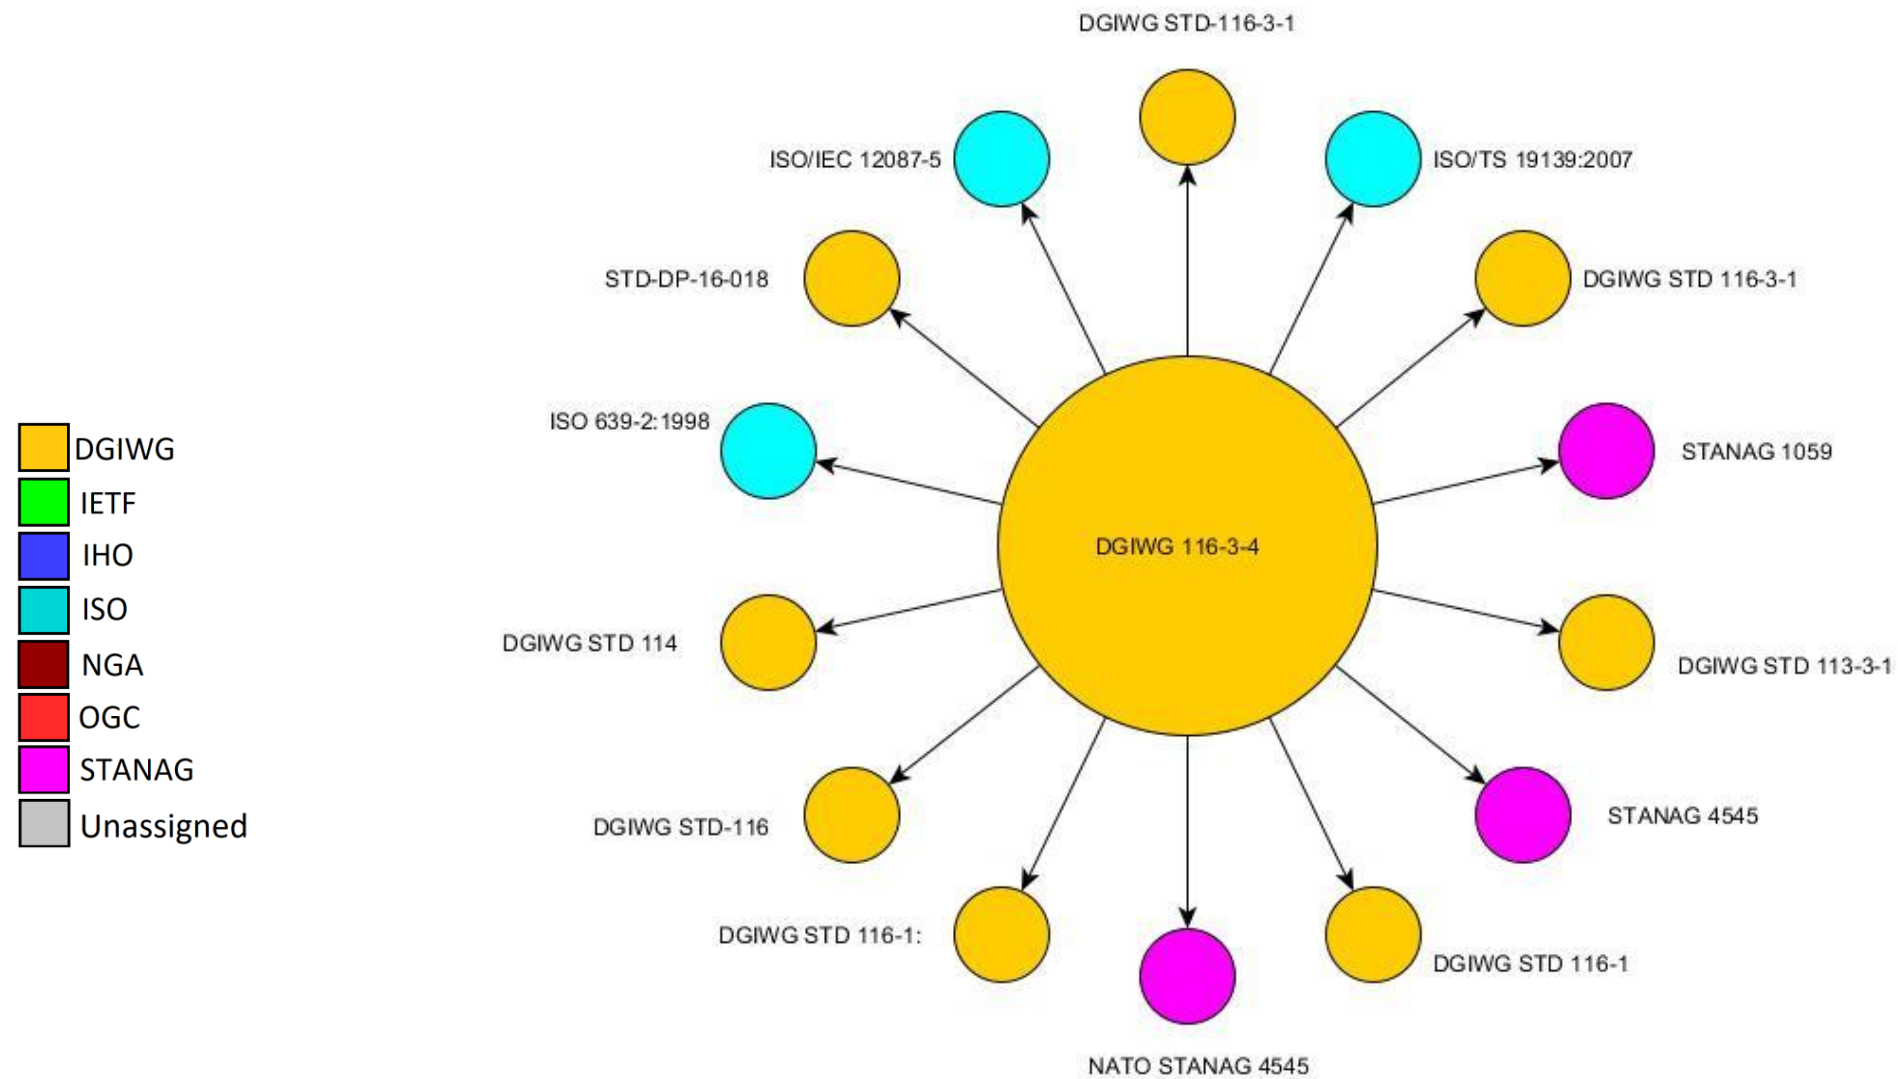 DGIWG STD-116-3-1
ISO/IEC 12087-5
ISO/TS 19139:2007
STD-DP-16-018
DGIWG STD 116-3-1
ISO 639-2:1998
STANAG 1059
DGIWG 116-3-4
DGIWG STD 114
DGIWG STD 113-3-1
DGIWG STD-116
STANAG 4545
DGIWG STD 116-1:
DGIWG STD 116-1
NATO STANAG 4545
DGIWG
IETF
IHO
ISO
NGA
OGC
STANAG
Unassigned